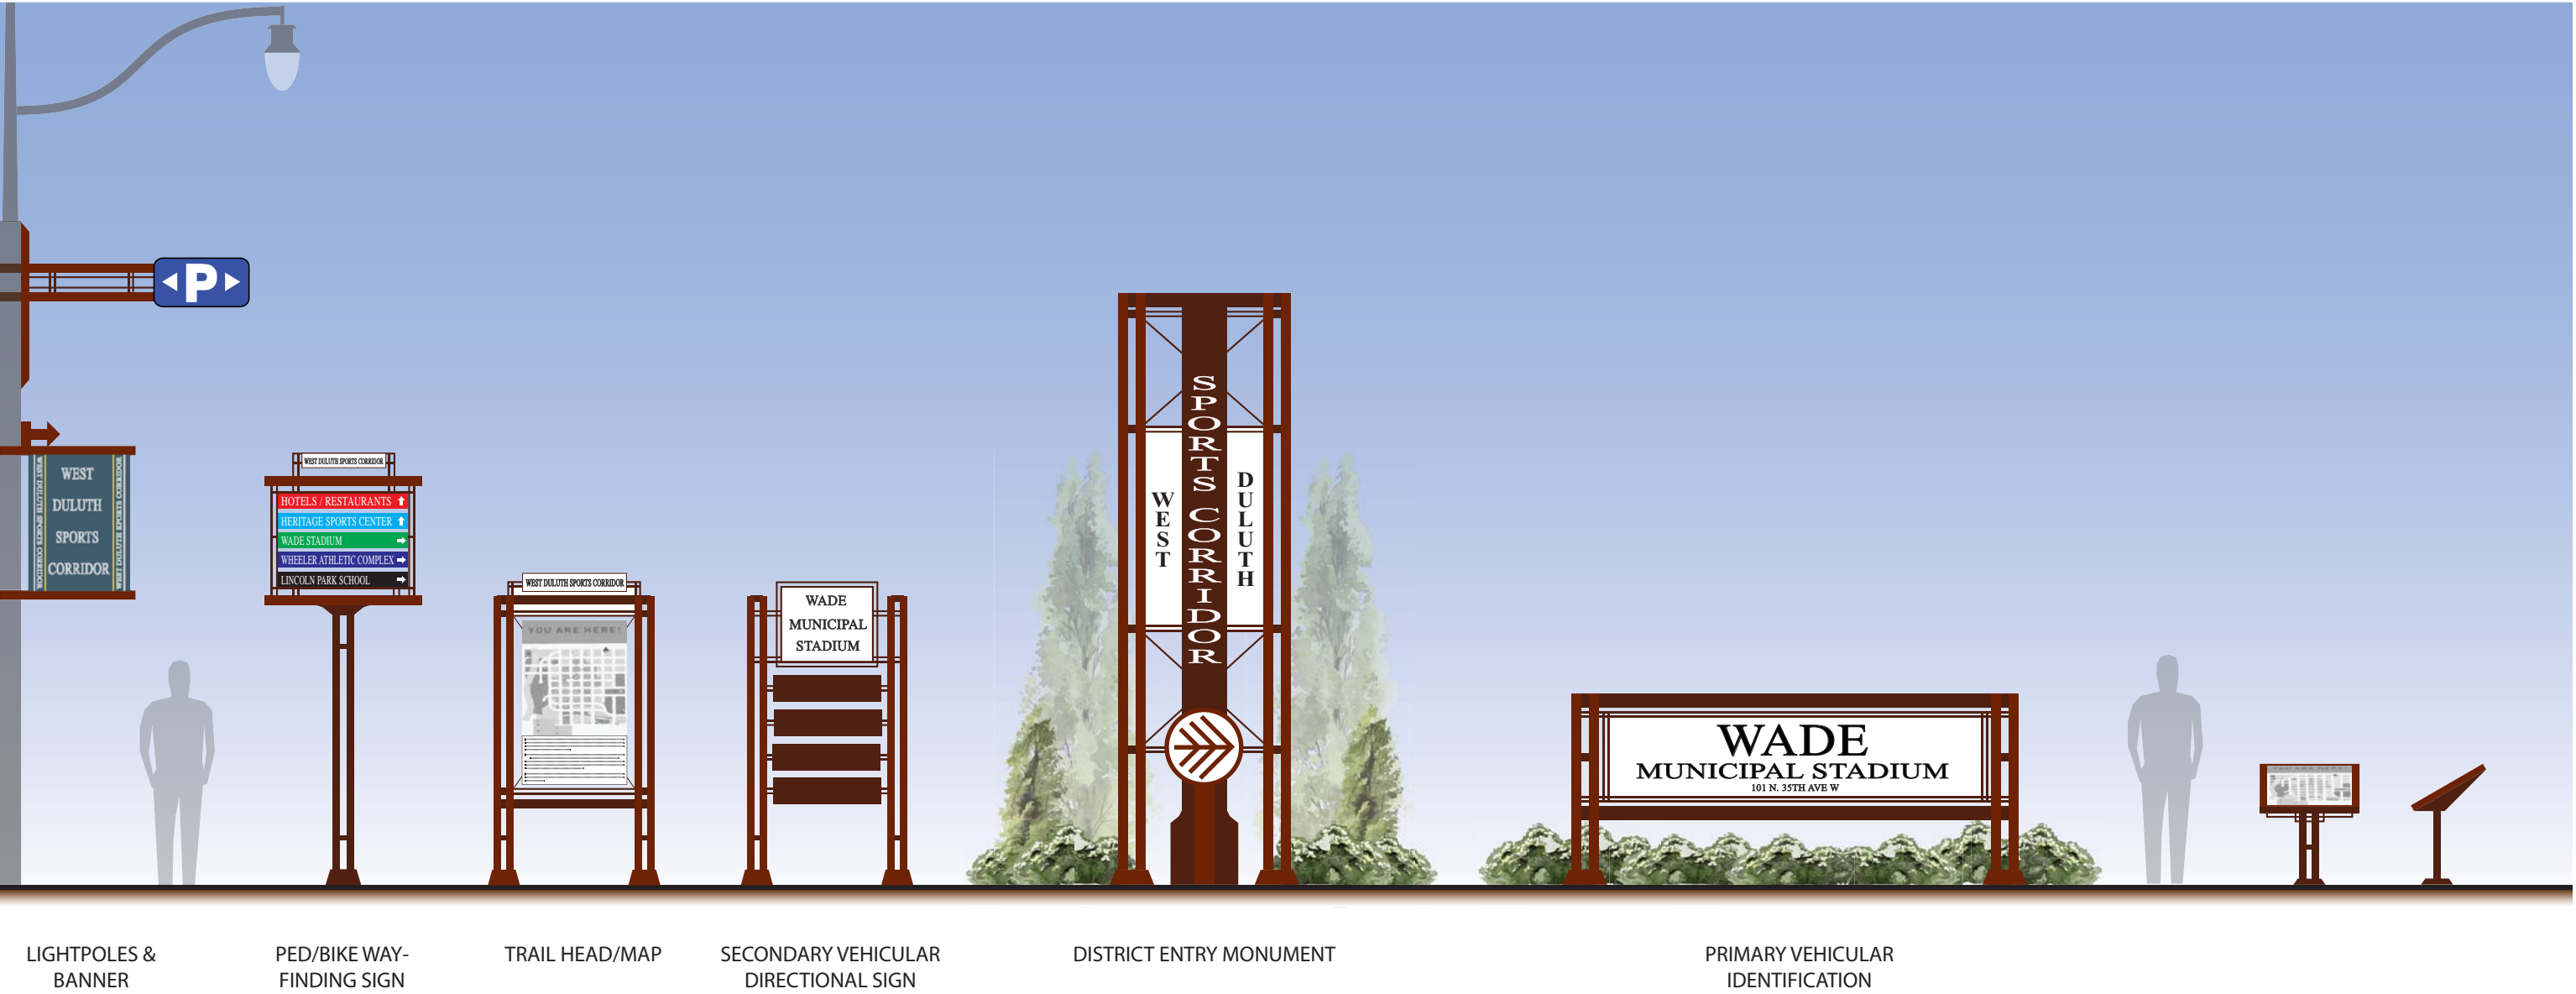 P
WEST
DULUTH
SPORTS
CORRIDOR
WEST DULUTH SPORTS CORRIDOR
WEST DULUTH SPORTS CORRIDOR
WEST DULUTH SPORTS CORRIDOR
HOTELS / RESTAURANTS
HERITAGE SPORTS CENTER
WADE STADIUM
WHEELER ATHLETIC COMPLEX
LINCOLN PARK SCHOOL
WEST DULUTH SPORTS CORRIDOR
YOU ARE HERE!
WADE
MUNICIPAL
STADIUM
WEST
SPORTS CORRIDOR
DULUTH
WADE
MUNICIPAL STADIUM
101 N. 35TH AVE W
LIGHTPOLES &
BANNER
PED/BIKE WAY-
FINDING SIGN
TRAIL HEAD/MAP
SECONDARY VEHICULAR
DIRECTIONAL SIGN
DISTRICT ENTRY MONUMENT
PRIMARY VEHICULAR
IDENTIFICATION